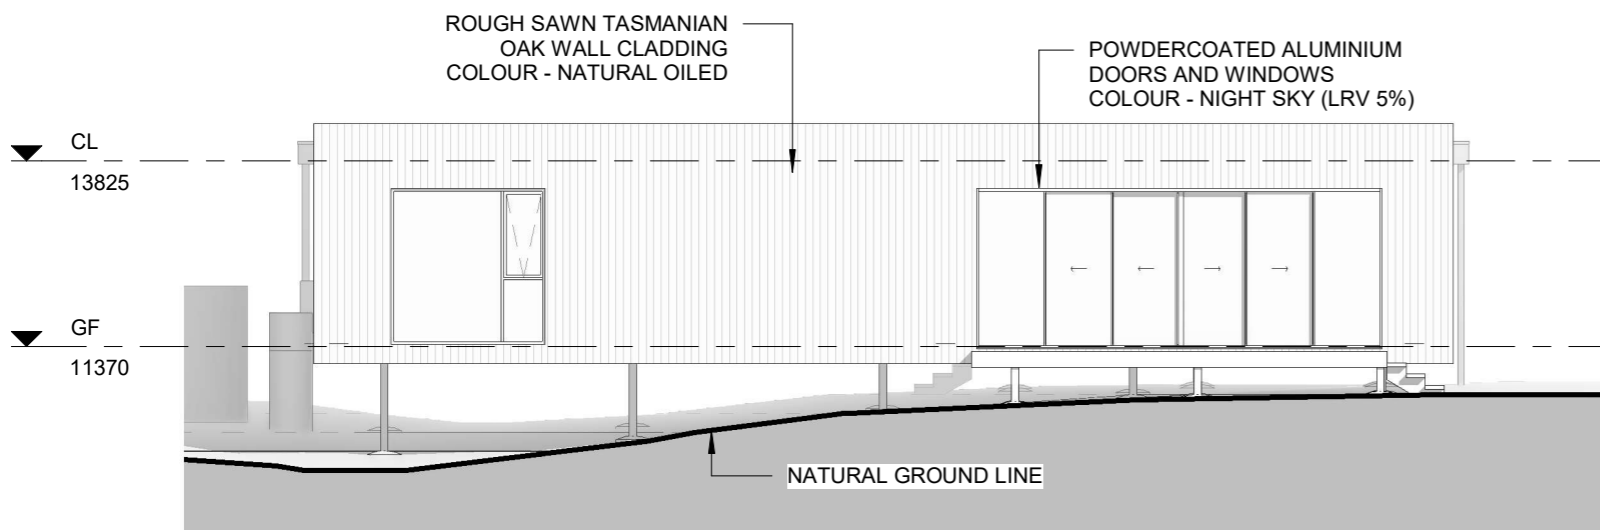 ROUGH SAWN TASMANIAN
OAK WALL CLADDING
COLOUR - NATURAL OILED
POWDERCOATED ALUMINIUM
DOORS AND WINDOWS
COLOUR - NIGHT SKY (LRV 5%)
CL
13825
GF
11370
NATURAL GROUND LINE